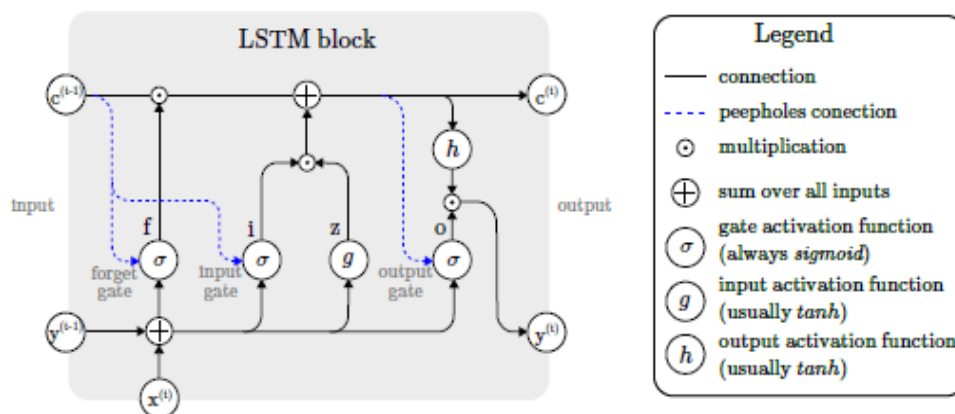 LSTM block
c(t-1)
c(t)
h
input
output
f
i
z
o
σ
σ
g
σ
forget
gate
input
gate
output
gate
y(t-1)
y(t)
x(t)
Legend
connection
peepholes conection
multiplication
sum over all inputs
σ
gate activation function
(always sigmoid)
g
input activation function
(usually tanh)
h
output activation function
(usually tanh)